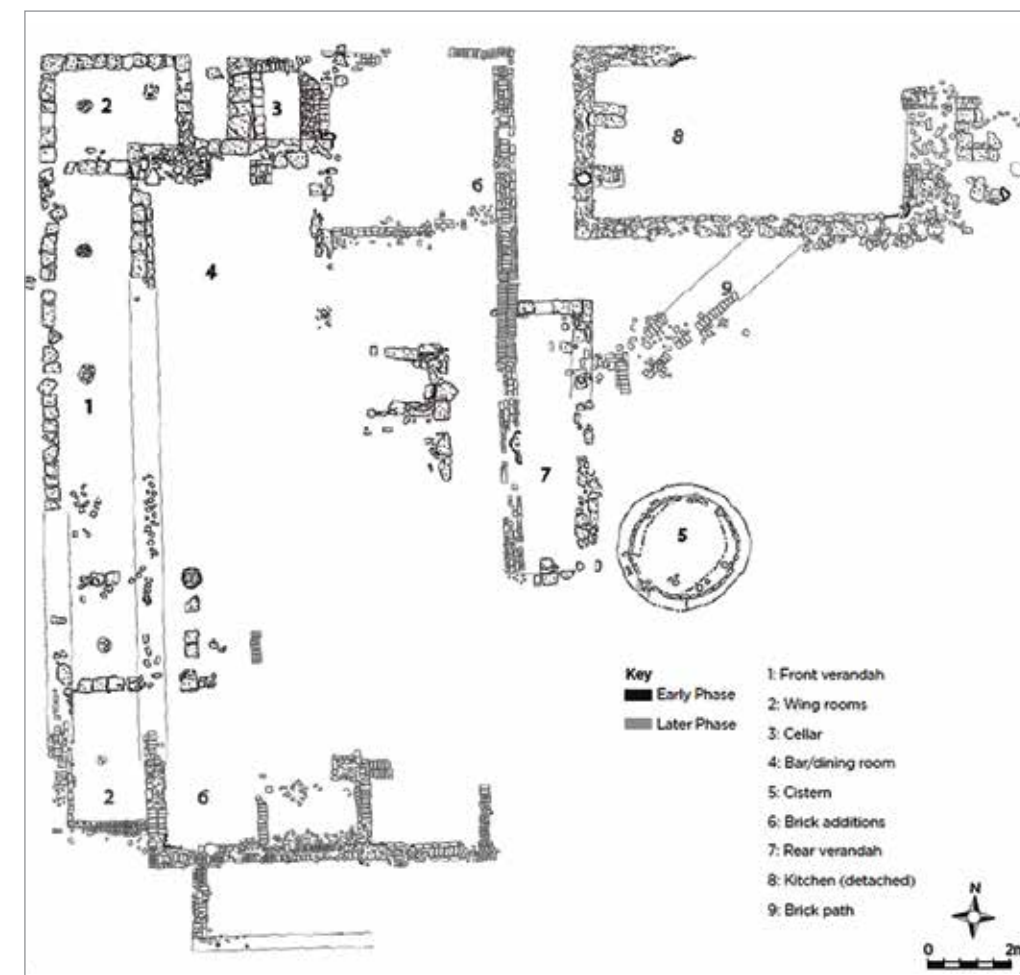 2
3
8
6
4
9
1
7
5
2
6
Key
Early Phase
Later Phase
1: Front verandah
2: Wing rooms
3: Cellar
4: Bar/dining room
5: Cistern
6: Brick additions
7: Rear verandah
8: Kitchen (detached)
9: Brick path
N
0 2m